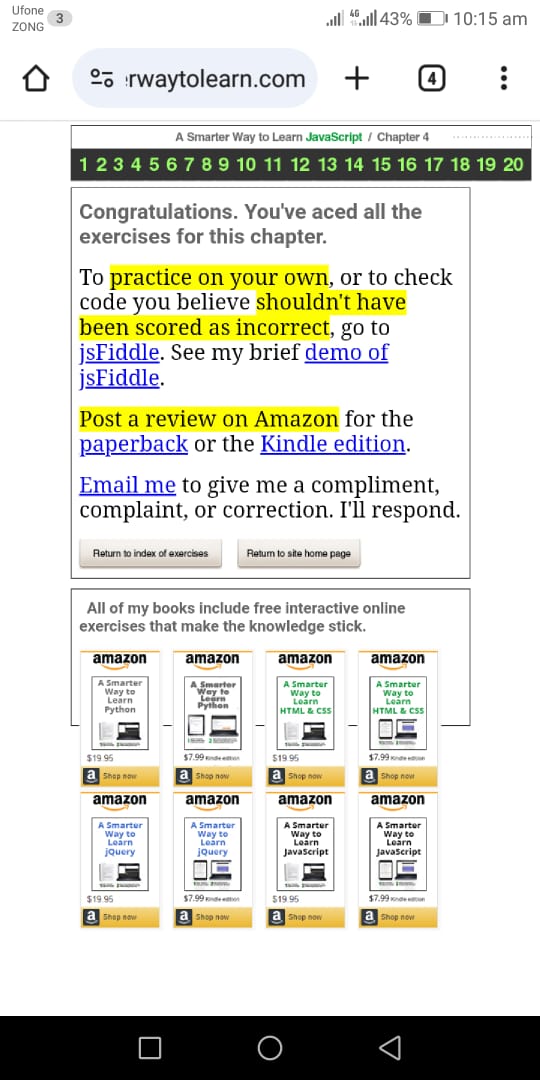 Ufone
ZONG
3
4G
43%
10:15 am
rwaytolearn.com
4
A Smarter Way to Learn JavaScript / Chapter 4
1 2 3 4 5 6 7 8 9 10 11 12 13 14 15 16 17 18 19 20
Congratulations. You've aced all the
exercises for this chapter.
To practice on your own, or to check
code you believe shouldn't have
been scored as incorrect, go to
jsFiddle. See my brief demo of
jsFiddle.
Post a review on Amazon for the
paperback or the Kindle edition.
Email me to give me a compliment,
complaint, or correction. I'll respond.
Return to index of exercises
Return to site home page
All of my books include free interactive online
exercises that make the knowledge stick.
amazon amazon amazon amazon
A Smarter
Way to
Learn
Python
A Smarter
Way to
Learn
Python
A Smarter
Way to
Learn
HTML & CSS
A Smarter
Way to
Learn
HTML & CSS
$19.95 $7.99 Kindle edition $19.95 $7.99 Kindle edition
a Shop now a Shop now a Shop now a Shop now
amazon amazon amazon amazon
A Smarter
Way to
Learn
jQuery
A Smarter
Way to
Learn
jQuery
A Smarter
Way to
Learn
JavaScript
A Smarter
Way to
Learn
JavaScript
$19.95 $7.99 Kindle edition $19.95 $7.99 Kindle edition
a Shop now a Shop now a Shop now a Shop now